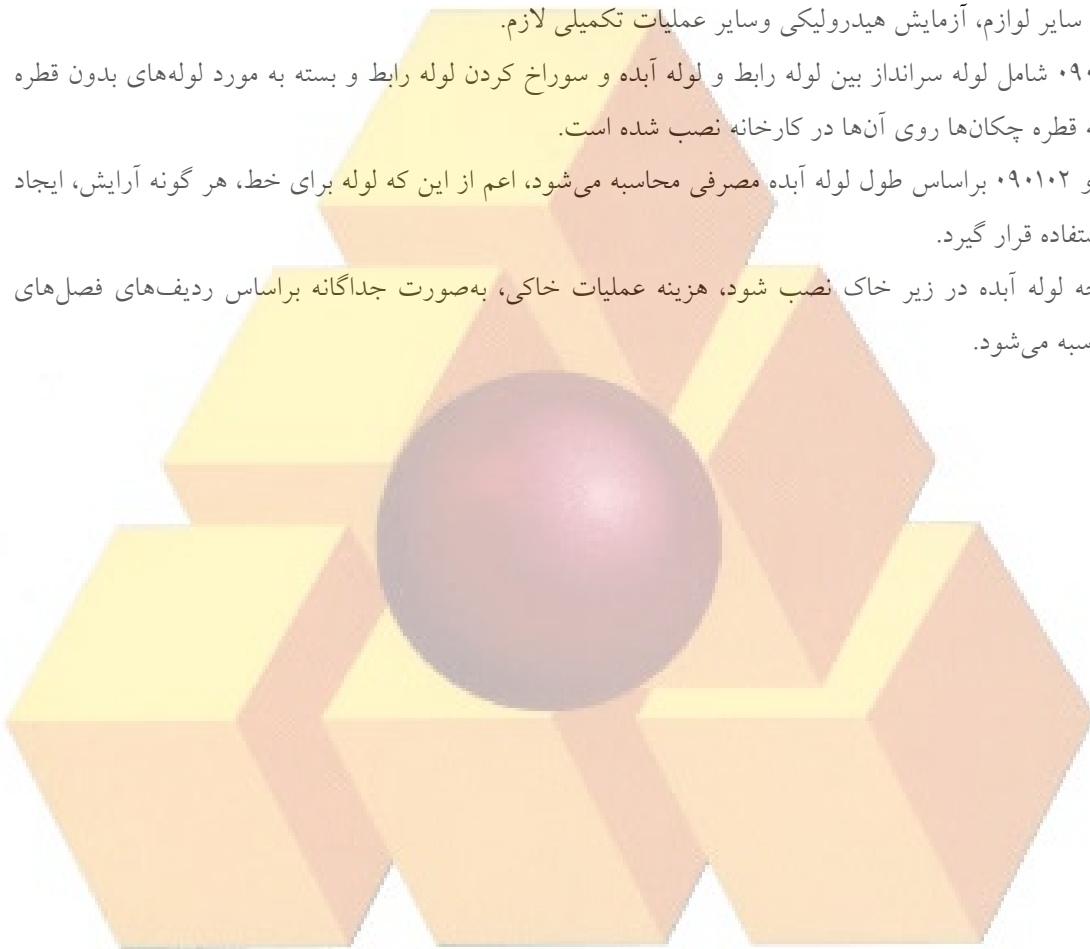 سایر لوازم، آزمایش هیدرولیکی وسایر عملیات تکمیلی لازم.
شامل لوله سرانداز بین لوله رابط و لوله آبده و سوراخ کردن لوله رابط و بسته به مورد لوله‌های بدون قطره
قطره چکان‌ها روی آن‌ها در کارخانه نصب شده است.
و ۰۹۰۱۰۲ براساس طول لوله آبده مصرفی محاسبه می‌شود، اعم از این که لوله برای خط، هر گونه آرایش، ایجاد
ستفاده قرار گیرد.
لوله آبده در زیر خاک نصب شود، هزینه عملیات خاکی، به‌صورت جداگانه براساس ردیف‌های فصل‌های
سبه می‌شود.